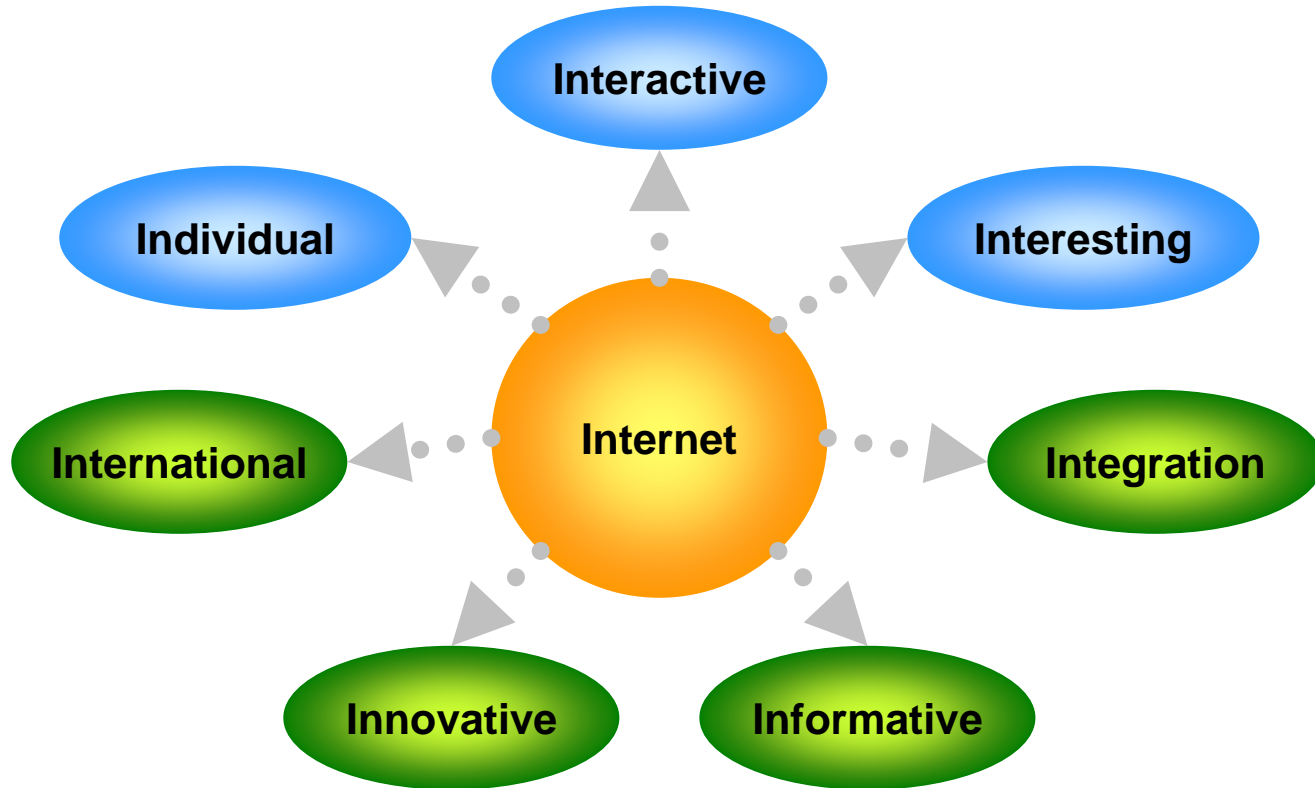 Interactive
Individual
Interesting
Internet
International
Integration
Innovative
Informative